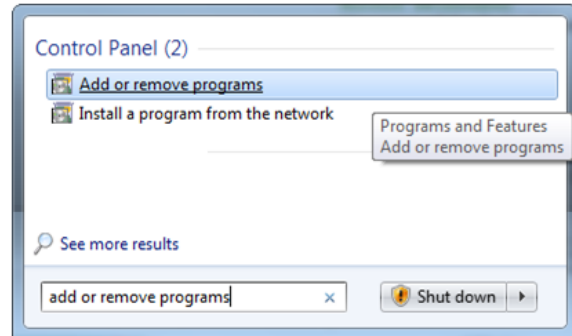 Control Panel (2)
Add or remove programs
Install a program from the network
Programs and Features
Add or remove programs
See more results
add or remove programs
Shut down